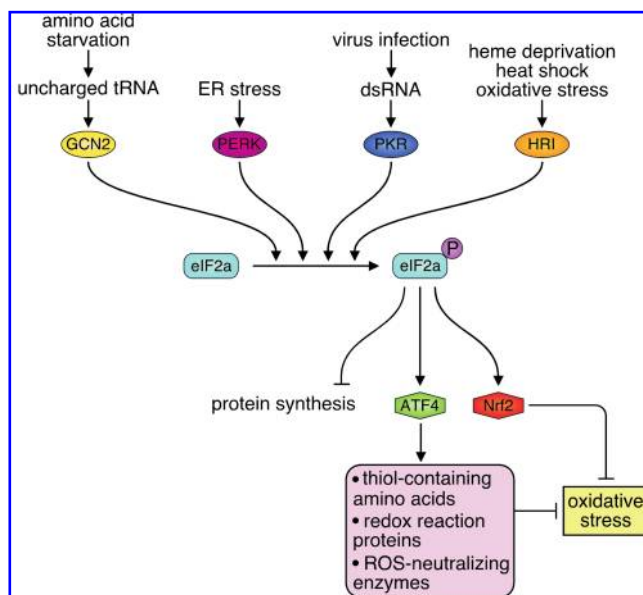 amino acid
starvation
uncharged tRNA
GCN2
ER stress
PERK
virus infection
dsRNA
PKR
heme deprivation
heat shock
oxidative stress
HRI
eIF2a
eIF2a
P
protein synthesis
ATF4
Nrf2
• thiol-containing
amino acids
• redox reaction
proteins
• ROS-neutralizing
enzymes
oxidative
stress